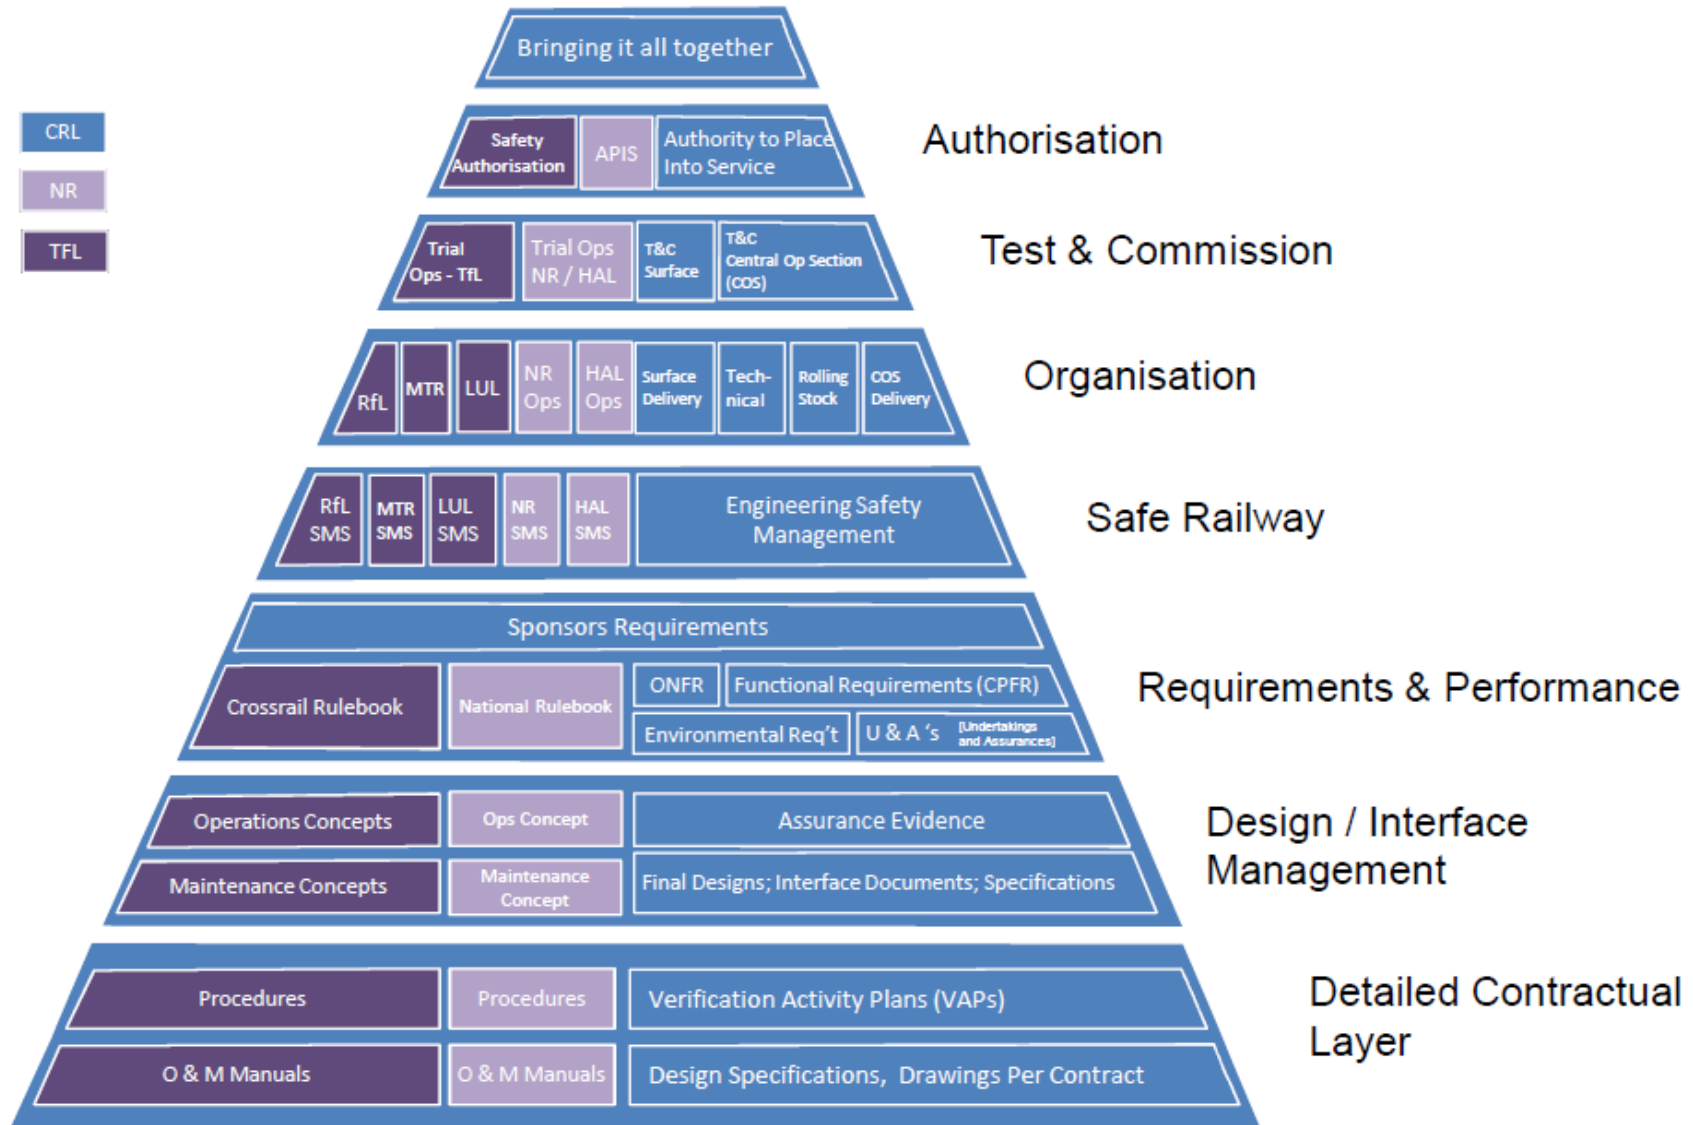 Bringing it all together
CRL
NR
TFL
Safety
Authorisation
APIS
Authority to Place
Into Service
Authorisation
Trial
Ops - TfL
Trial Ops
NR / HAL
T&C
Surface
T&C
Central Op Section
(COS)
Test & Commission
RfL
MTR
LUL
NR
Ops
HAL
Ops
Surface
Delivery
Tech-
nical
Rolling
Stock
COS
Delivery
Organisation
RfL
SMS
MTR
SMS
LUL
SMS
NR
SMS
HAL
SMS
Engineering Safety
Management
Safe Railway
Sponsors Requirements
Crossrail Rulebook
National Rulebook
ONFR
Functional Requirements (CPFR)
Environmental Req't
U & A 's
[Undertakings
and Assurances]
Requirements & Performance
Operations Concepts
Ops Concept
Assurance Evidence
Maintenance Concepts
Maintenance
Concept
Final Designs; Interface Documents; Specifications
Design / Interface
Management
Procedures
Procedures
Verification Activity Plans (VAPs)
O & M Manuals
O & M Manuals
Design Specifications, Drawings Per Contract
Detailed Contractual
Layer